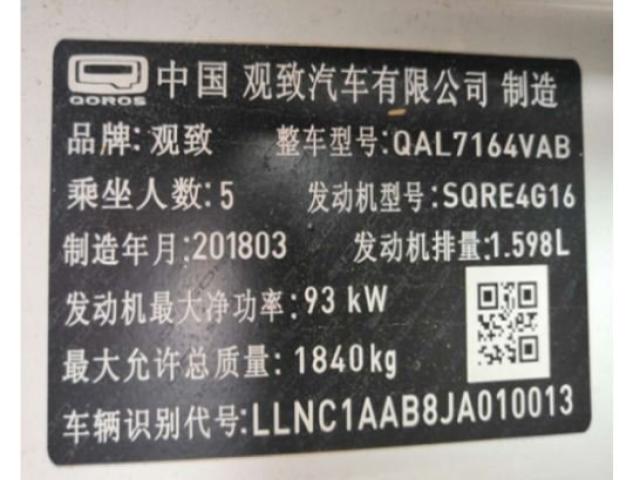 QOROS 中国 观致汽车有限公司 制造
品牌:观致 整车型号:QAL7164VAB
乘坐人数:5 发动机型号:SQRE4G16
制造年月:201803 发动机排量:1.598L
发动机最大净功率:93 kW
最大允许总质量:1840kg
车辆识别代号:LLNC1AAB8JA010013